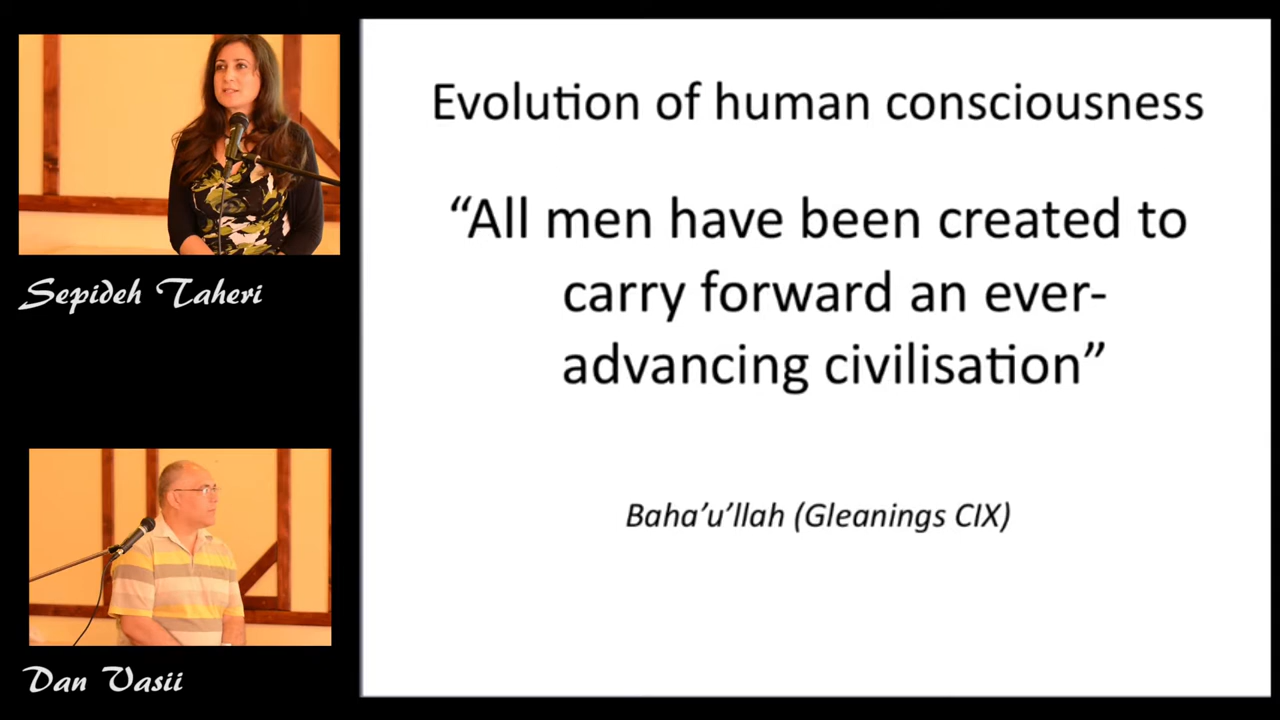 Sepideh Taheri
Dan Vasii
Evolution of human consciousness
“All men have been created to
carry forward an ever-
advancing civilisation”
Baha’u’llah (Gleanings CIX)